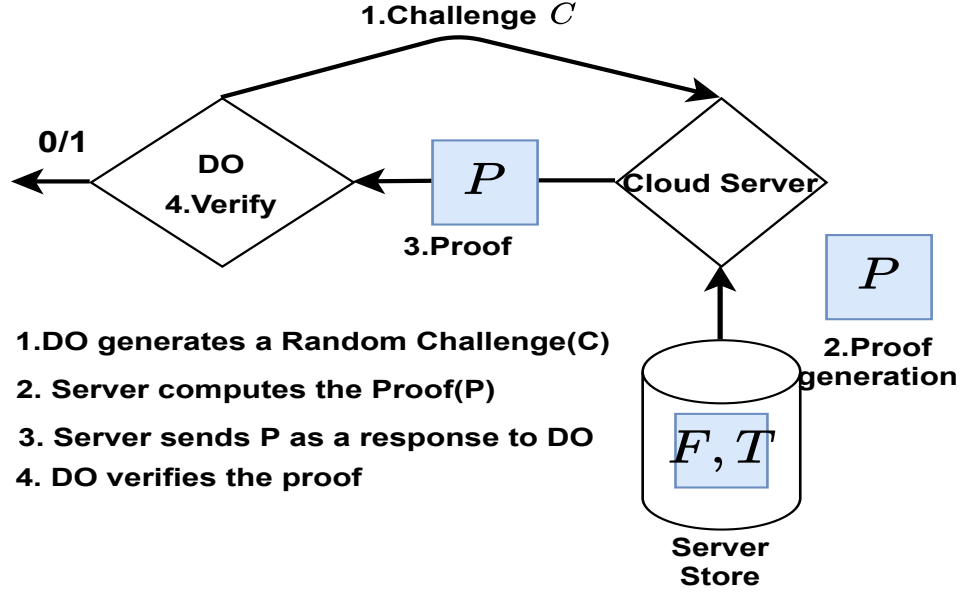 1.Challenge C
0/1
DO
4.Verify
P
3.Proof
Cloud Server
P
2.Proof
generation
1.DO generates a Random Challenge(C)
2. Server computes the Proof(P)
3. Server sends P as a response to DO
4. DO verifies the proof
F, T
Server
Store